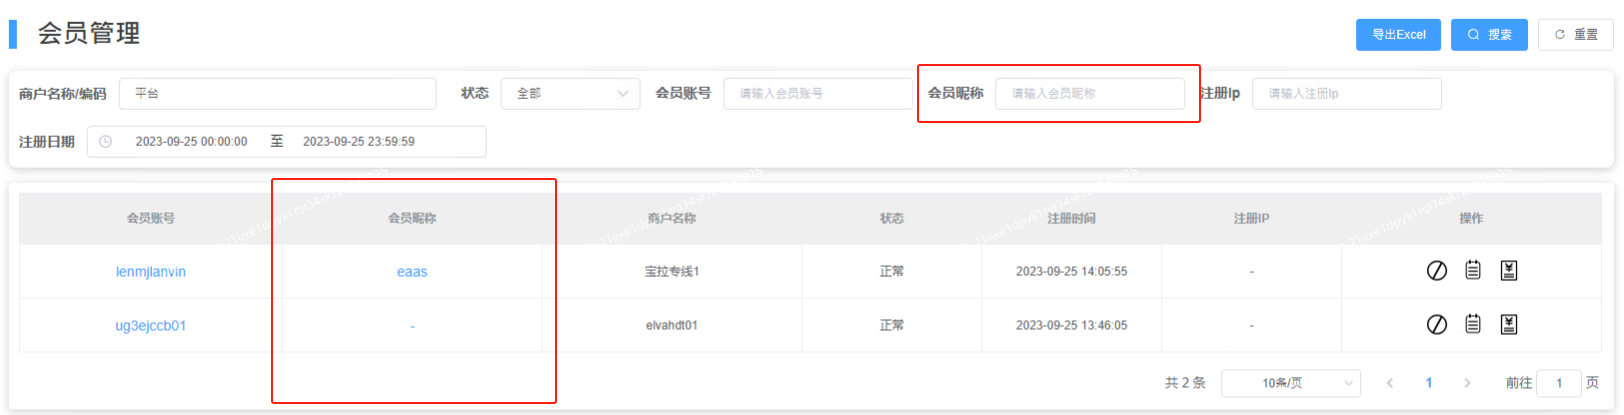 会员管理
导出Excel 搜索 重置
商户名称/编码 平台 状态 全部 会员账号 请输入会员账号 会员昵称 请输入会员昵称 注册Ip 请输入注册Ip
注册日期 2023-09-25 00:00:00 至 2023-09-25 23:59:59
会员账号 会员昵称 商户名称 状态 注册时间 注册IP 操作
lenmjlanvin eaas 宝拉专线1 正常 2023-09-25 14:05:55 -
ug3ejccb01 - elvahdt01 正常 2023-09-25 13:46:05 -
共 2 条 10条/页 1 前往 1 页